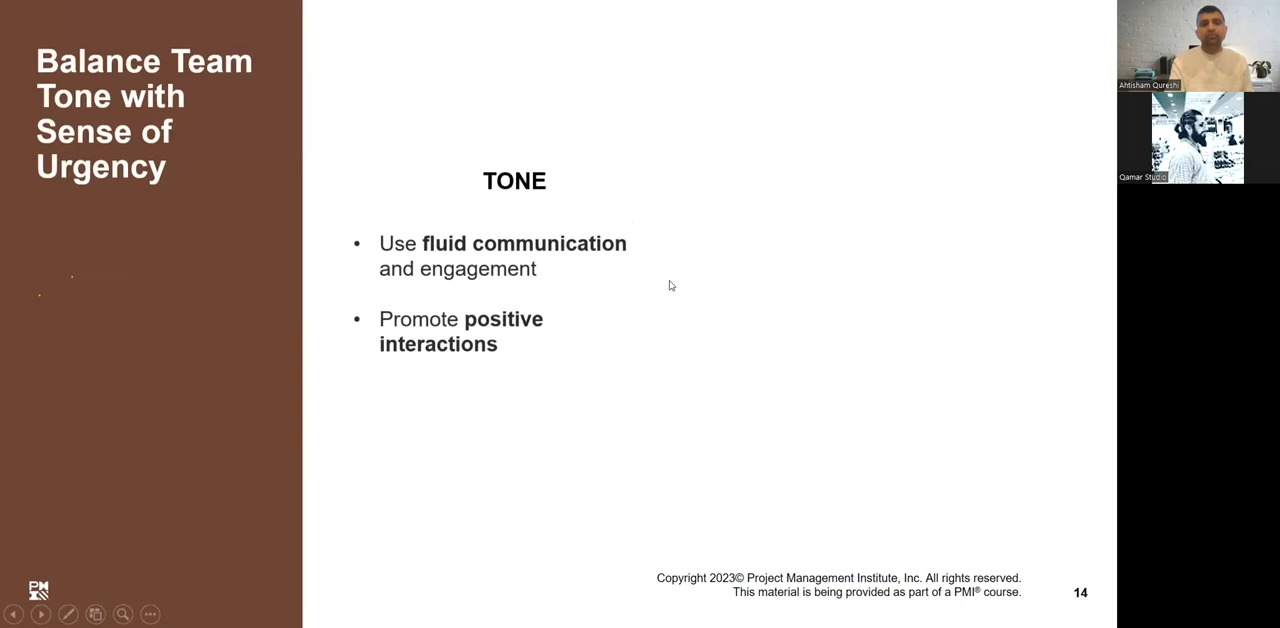 Balance Team
Tone with
Sense of
Urgency
TONE
• Use fluid communication
and engagement
• Promote positive
interactions
Copyright 2023© Project Management Institute, Inc. All rights reserved.
This material is being provided as part of a PMI® course.
14
Ahtisham Qureshi
Qamar Studio